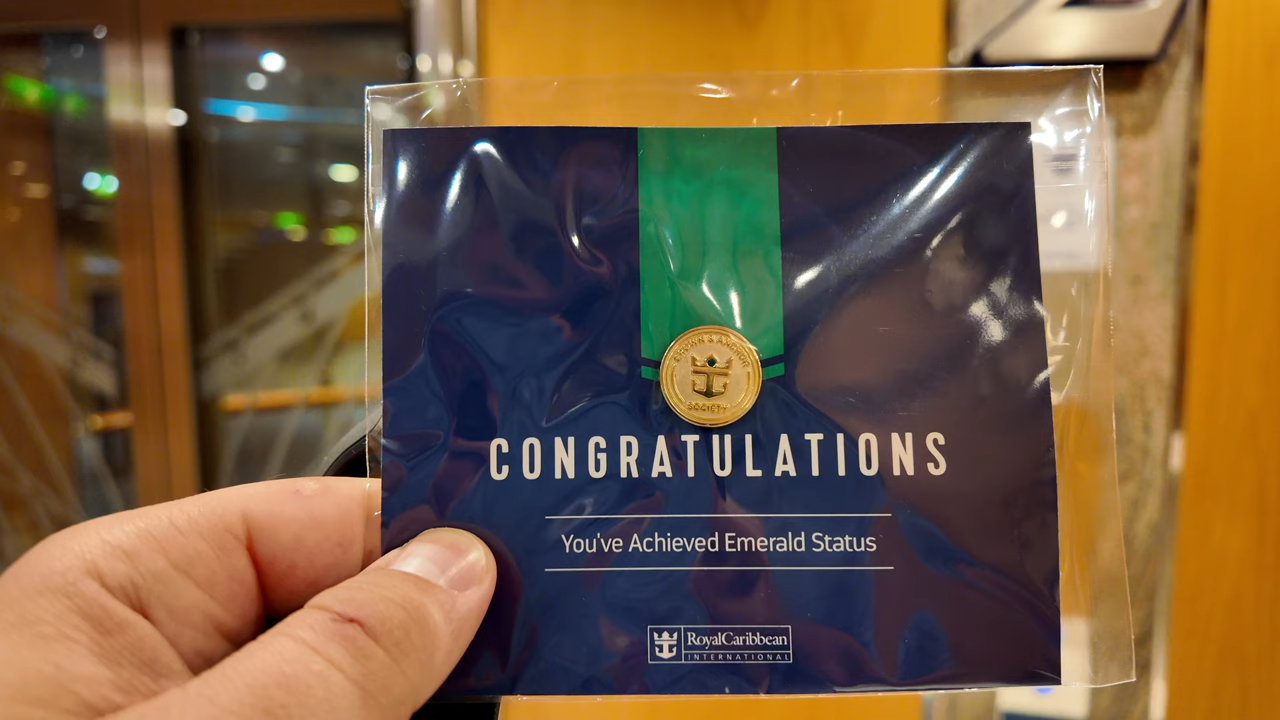 CROWN & ANCHOR
SOCIETY
CONGRATULATIONS
You've Achieved Emerald Status
RoyalCaribbean
INTERNATIONAL